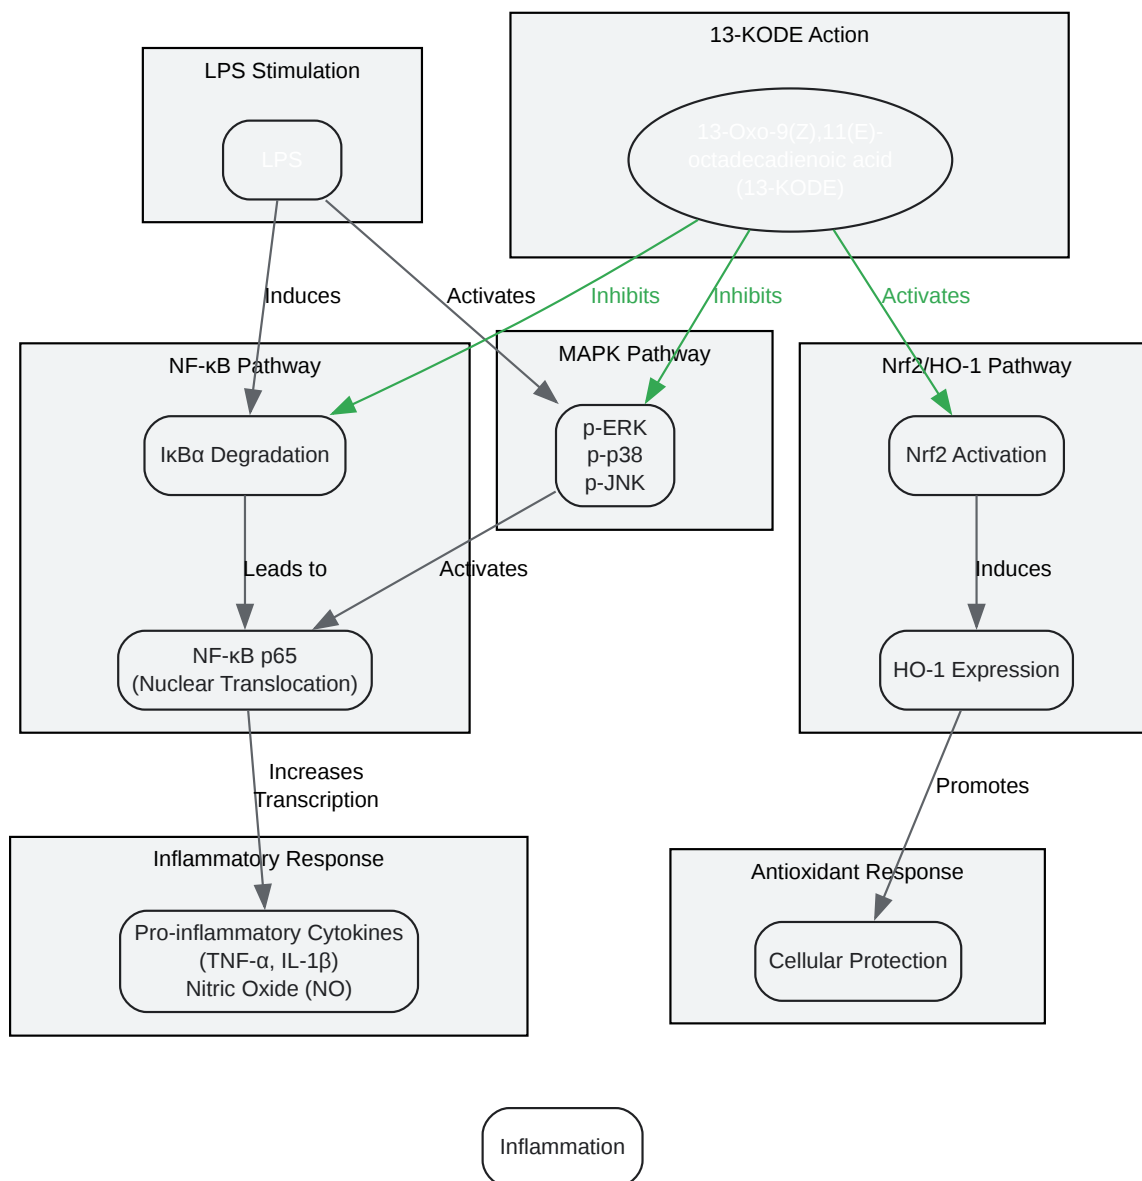 13-KODE Action
LPS Stimulation
LPS
13-Oxo-9(Z),11(E)-
octadecadienoic acid
(13-KODE)
Induces
Activates
Inhibits
Inhibits
Activates
NF-κB Pathway
MAPK Pathway
Nrf2/HO-1 Pathway
IκBα Degradation
p-ERK
p-p38
p-JNK
Nrf2 Activation
Leads to
Activates
Induces
NF-κB p65
(Nuclear Translocation)
HO-1 Expression
Increases
Transcription
Promotes
Inflammatory Response
Antioxidant Response
Pro-inflammatory Cytokines
(TNF-α, IL-1β)
Nitric Oxide (NO)
Cellular Protection
Inflammation